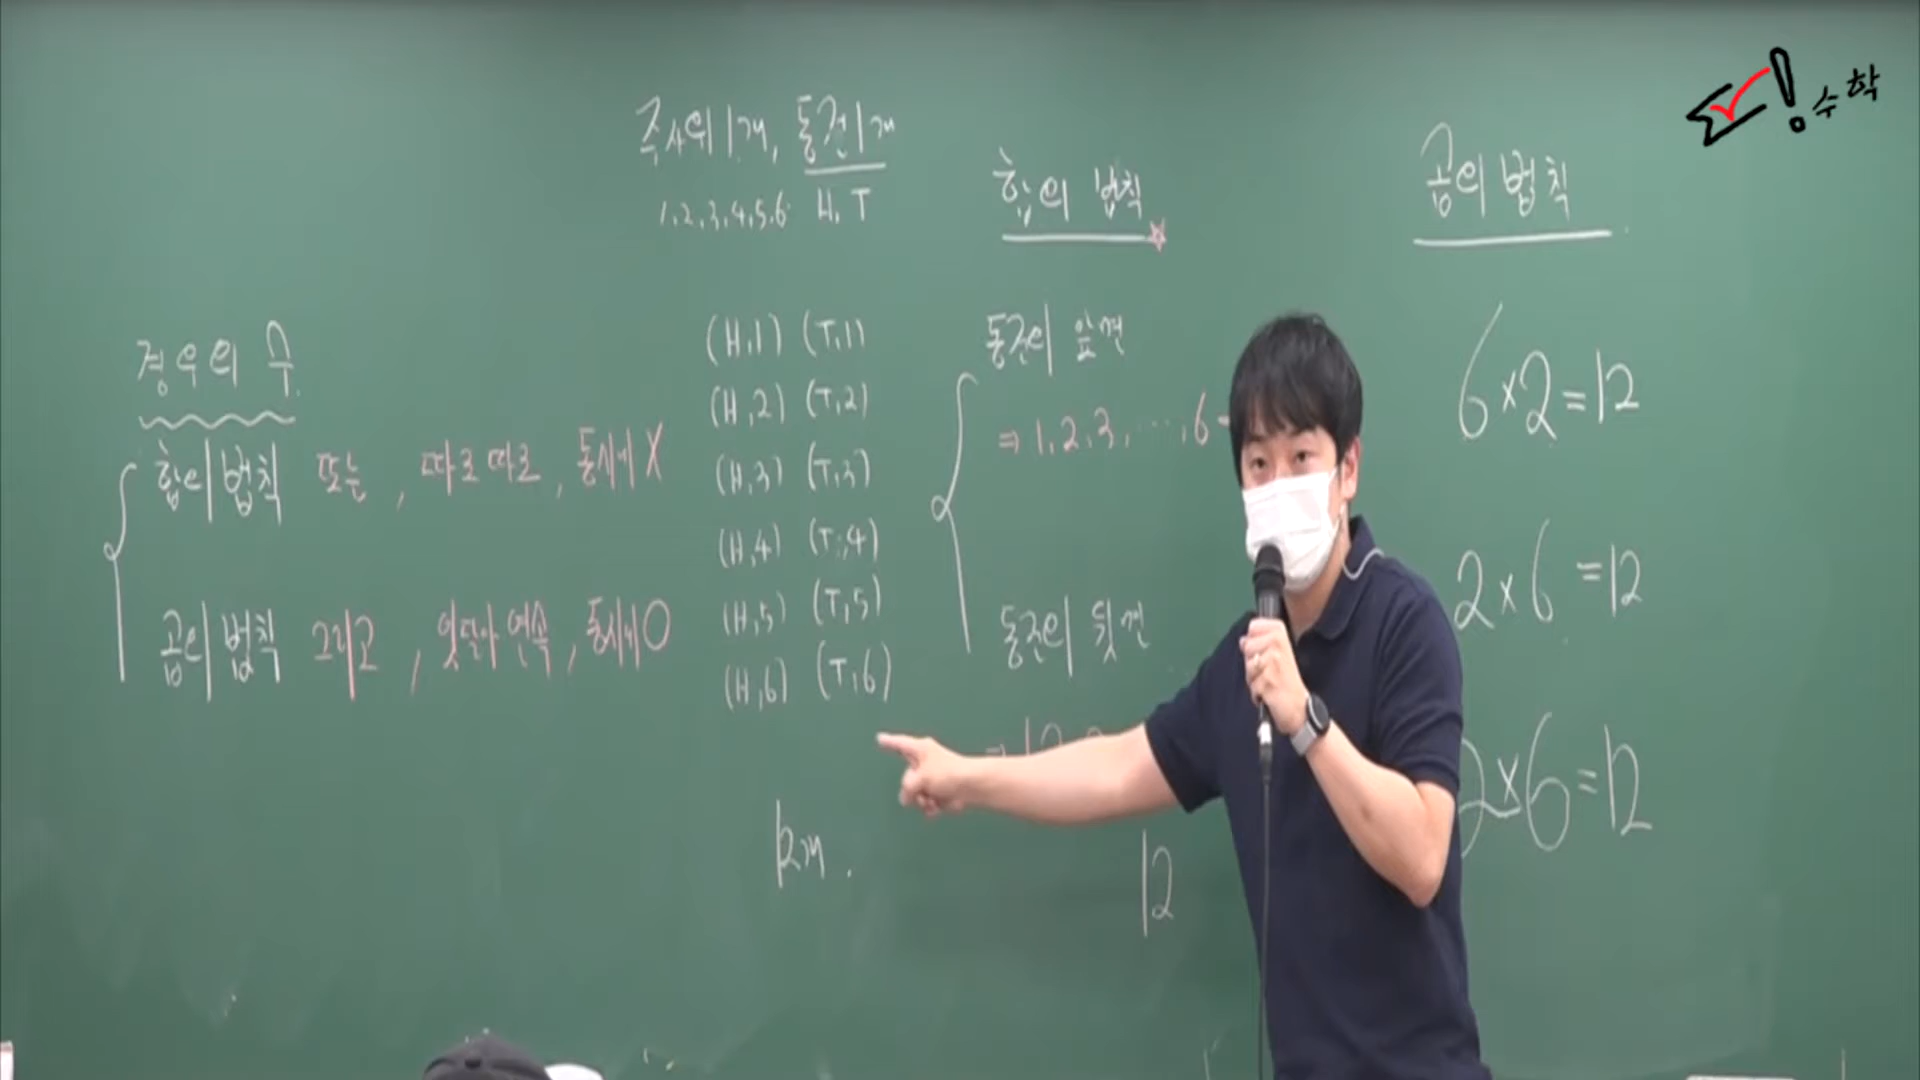 수학
주사위 1개, 동전 1개
1, 2, 3, 4, 5, 6 H, T
경우의 수
합의 법칙 또는, 따로따로, 동시에 X
곱의 법칙 그리고, 잇달아 연속, 동시에 O
(H,1) (T,1)
(H,2) (T,2)
(H,3) (T,3)
(H,4) (T,4)
(H,5) (T,5)
(H,6) (T,6)
12개.
합의 법칙
동전이 앞면
⇒ 1, 2, 3, ⋯, 6
동전이 뒷면
⇒ 1, 2
12
곱의 법칙
6×2=12
2×6=12
2×6=12